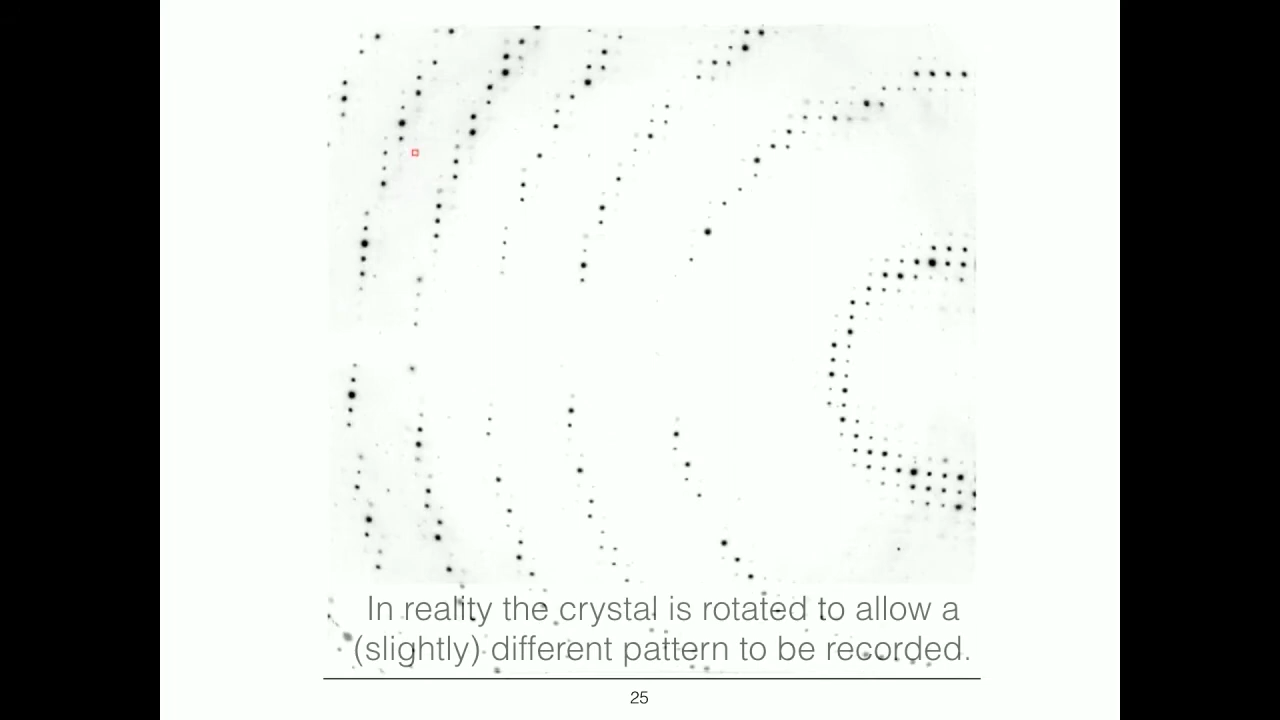 In reality the crystal is rotated to allow a
(slightly) different pattern to be recorded.
25